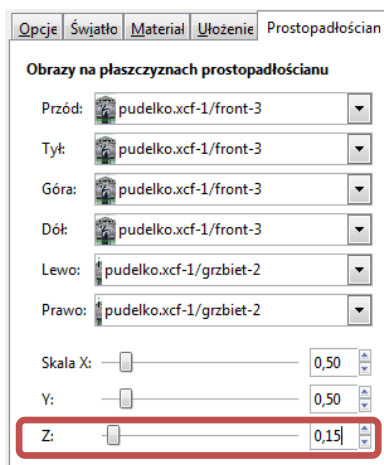 Opcje Światło Materiał Ułożenie Prostopadłościan
Obrazy na płaszczyznach prostopadłościanu
Przód: pudelko.xcf-1/front-3
Tył: pudelko.xcf-1/front-3
Góra: pudelko.xcf-1/front-3
Dół: pudelko.xcf-1/front-3
Lewo: pudelko.xcf-1/grzbiet-2
Prawo: pudelko.xcf-1/grzbiet-2
Skala X: 0,50
Y: 0,50
Z: 0,15